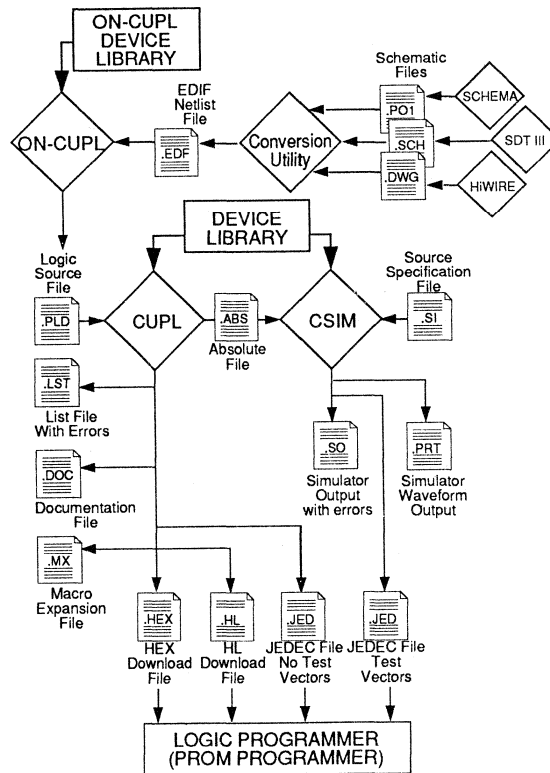 ON-CUPL
DEVICE
LIBRARY
EDIF
Netlist
File
Schematic
Files
.PO1
SCHEMA
ON-CUPL
.EDF
Conversion
Utility
.SCH
SDT III
.DWG
HiWIRE
DEVICE
LIBRARY
Logic
Source
File
Source
Specification
File
.PLD
CUPL
.ABS
CSIM
.SI
Absolute
File
.LST
List File
With Errors
.SO
.PRT
Simulator
Output
with errors
Simulator
Waveform
Output
.DOC
Documentation
File
.MX
Macro
Expansion
File
.HEX
.HL
.JED
.JED
HEX
Download
File
HL
Download
File
JEDEC File
No Test
Vectors
JEDEC File
Test
Vectors
LOGIC PROGRAMMER
(PROM PROGRAMMER)